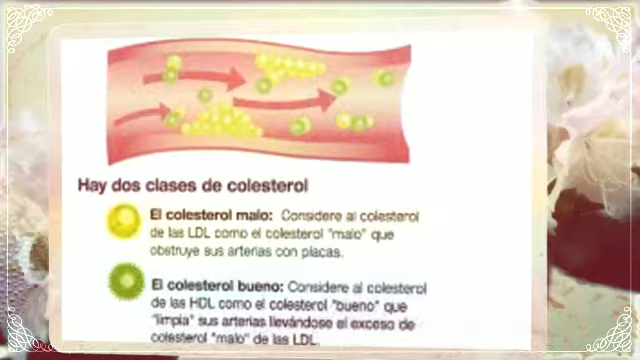 Hay dos clases de colesterol
El colesterol malo: Considere al colesterol
de las LDL como el colesterol "malo" que
obstruye sus arterias con placas.
El colesterol bueno: Considere al colesterol
de las HDL como el colesterol "bueno" que
"limpia" sus arterias llevándose el exceso de
colesterol "malo" de las LDL.